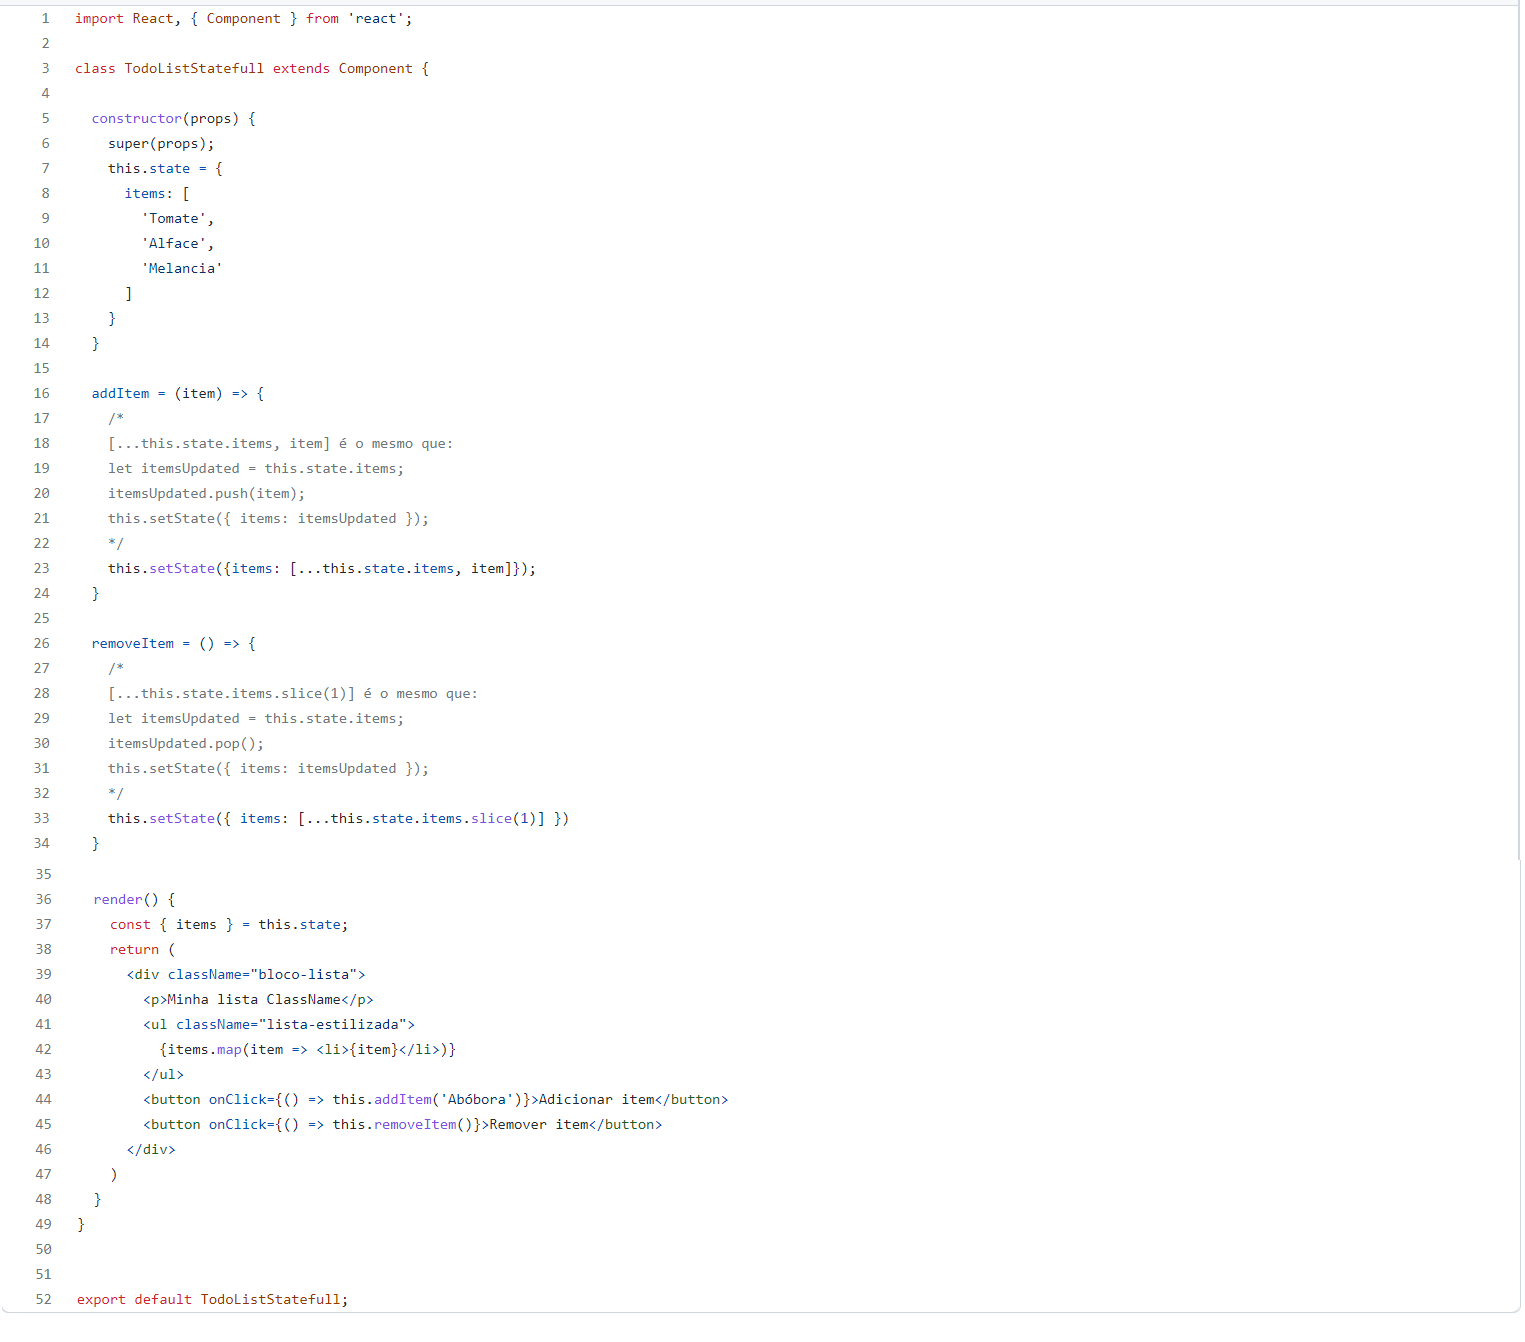 1 import React, { Component } from 'react';
2
3 class TodoListStatefull extends Component {
4
5   constructor(props) {
6     super(props);
7     this.state = {
8       items: [
9         'Tomate',
10         'Alface',
11         'Melancia'
12       ]
13     }
14   }
15
16   addItem = (item) => {
17     /*
18     [...this.state.items, item] é o mesmo que:
19     let itemsUpdated = this.state.items;
20     itemsUpdated.push(item);
21     this.setState({ items: itemsUpdated });
22     */
23     this.setState({items: [...this.state.items, item]});
24   }
25
26   removeItem = () => {
27     /*
28     [...this.state.items.slice(1)] é o mesmo que:
29     let itemsUpdated = this.state.items;
30     itemsUpdated.pop();
31     this.setState({ items: itemsUpdated });
32     */
33     this.setState({ items: [...this.state.items.slice(1)] })
34   }
35
36   render() {
37     const { items } = this.state;
38     return (
39       <div className="bloco-lista">
40         <p>Minha lista ClassName</p>
41         <ul className="lista-estilizada">
42           {items.map(item => <li>{item}</li>)}
43         </ul>
44         <button onClick={() => this.addItem('Abóbora')}>Adicionar item</button>
45         <button onClick={() => this.removeItem()}>Remover item</button>
46       </div>
47     )
48   }
49 }
50
51
52 export default TodoListStatefull;